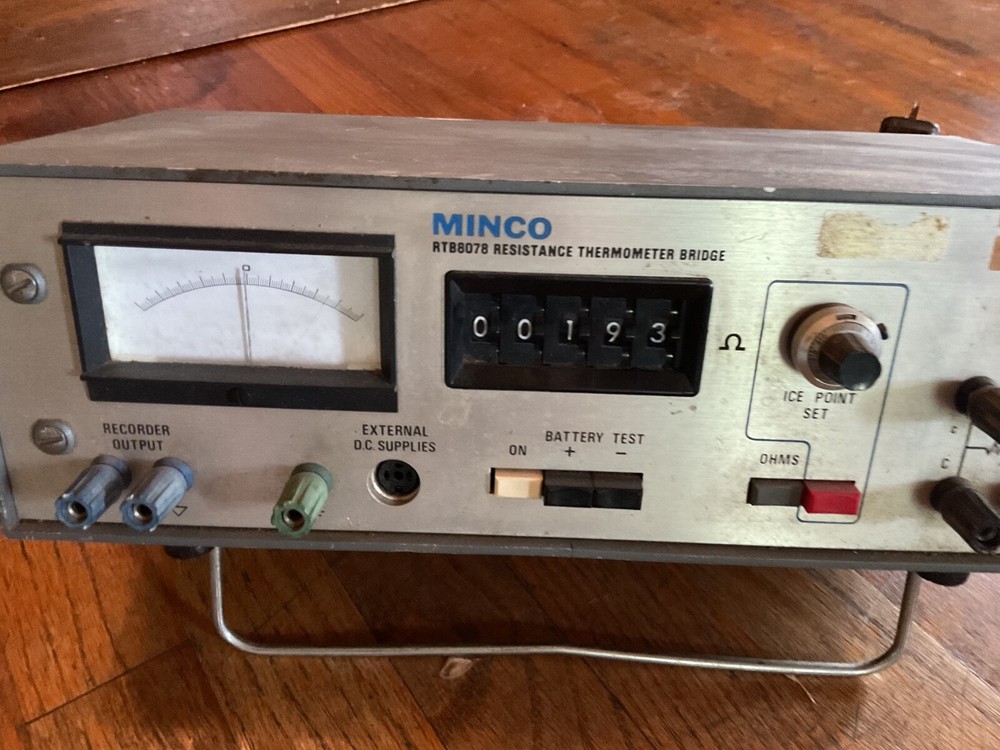 MINCO
RTB8078 RESISTANCE THERMOMETER BRIDGE
0
0 0 1 9 3
Ω
ICE POINT
SET
RECORDER
OUTPUT
EXTERNAL
D.C. SUPPLIES
BATTERY TEST
ON + −
OHMS
c
C